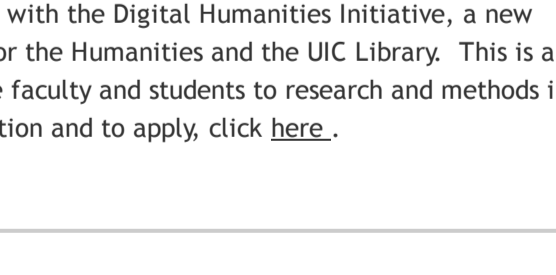 with the Digital Humanities Initiative, a new
or the Humanities and the UIC Library. This is a
faculty and students to research and methods i
tion and to apply, click here .